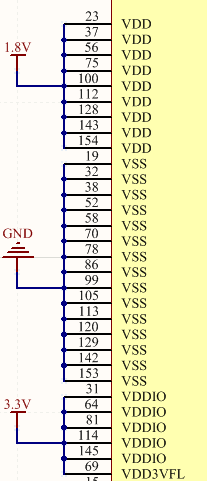 23 VDD
37 VDD
56 VDD
75 VDD
1.8V
100 VDD
112 VDD
128 VDD
143 VDD
154 VDD
19 VSS
32 VSS
38 VSS
52 VSS
58 VSS
70 VSS
GND
78 VSS
86 VSS
99 VSS
105 VSS
113 VSS
120 VSS
129 VSS
142 VSS
153 VSS
31 VDDIO
3.3V
64 VDDIO
81 VDDIO
114 VDDIO
145 VDDIO
69 VDD3VFL